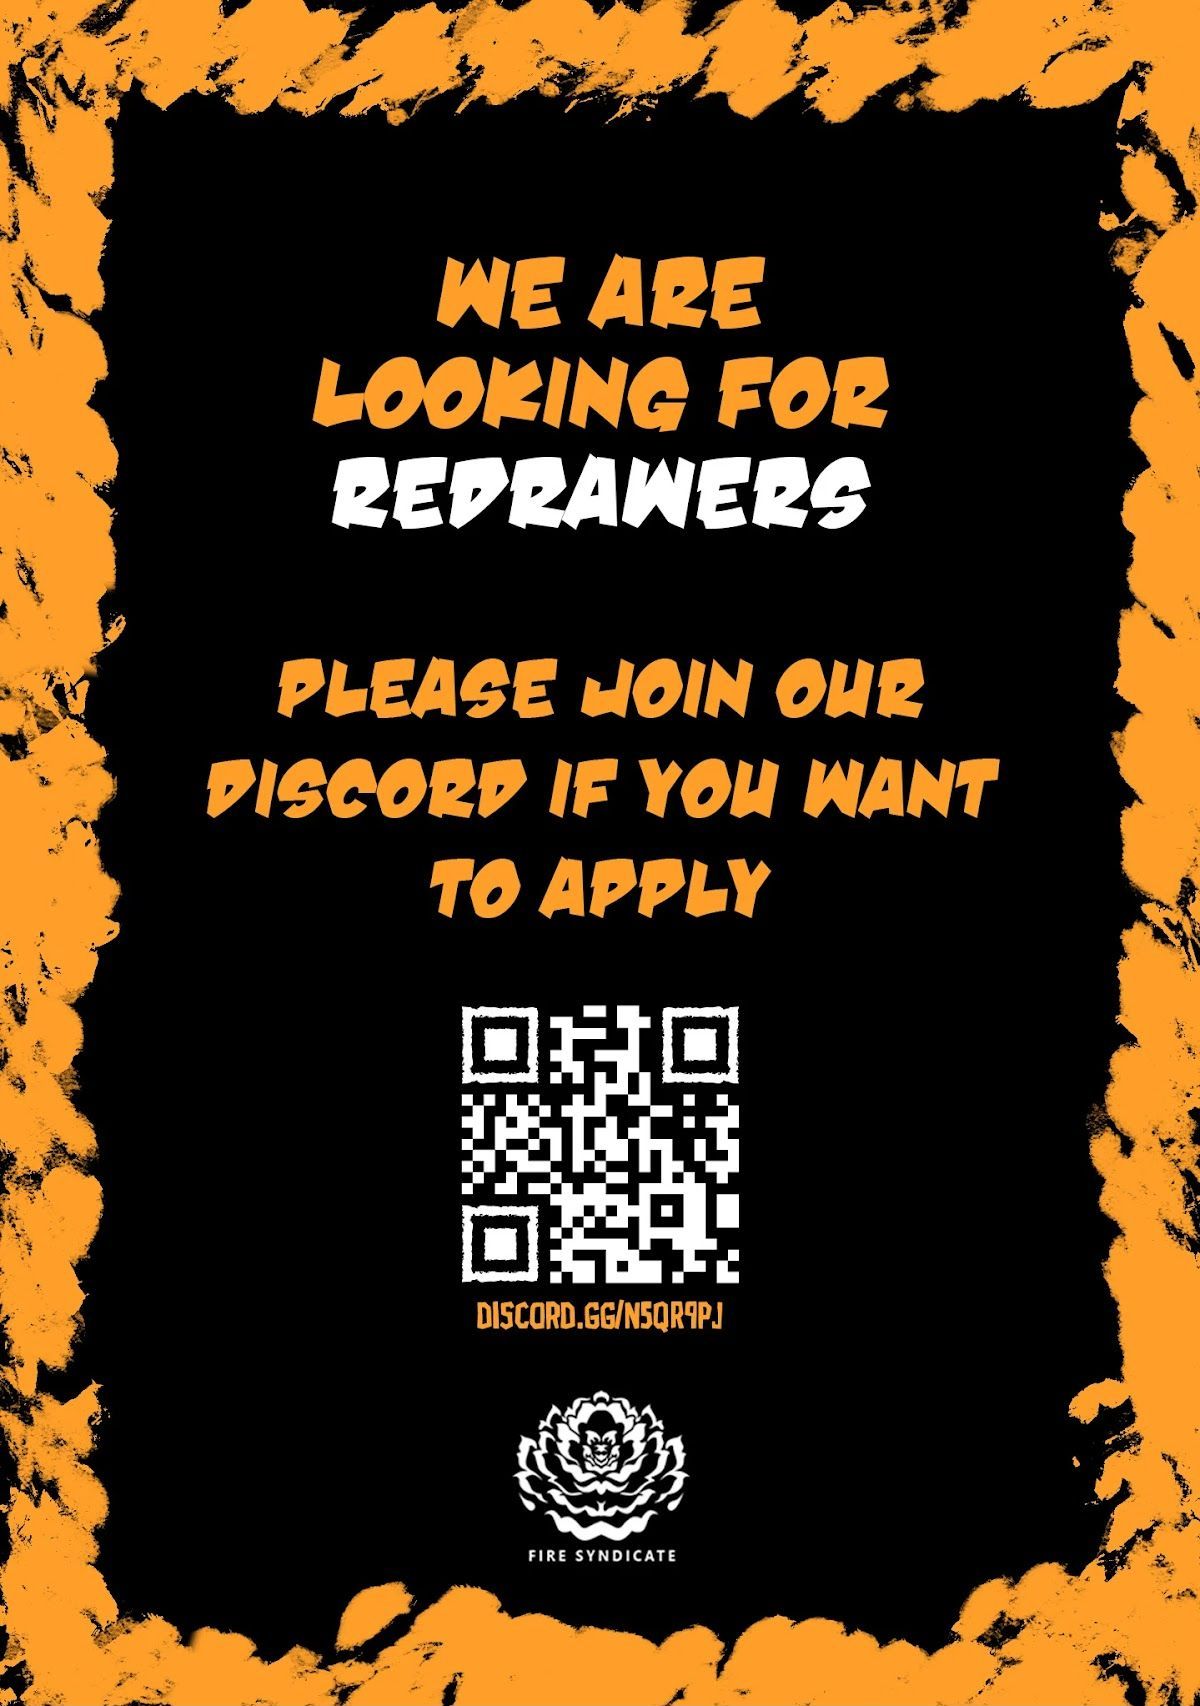 WE ARE
LOOKING FOR
REDRAWERS
PLEASE JOIN OUR
DISCORD IF YOU WANT
TO APPLY
DISCORD.GG/N5QR9PJ
FIRE SYNDICATE